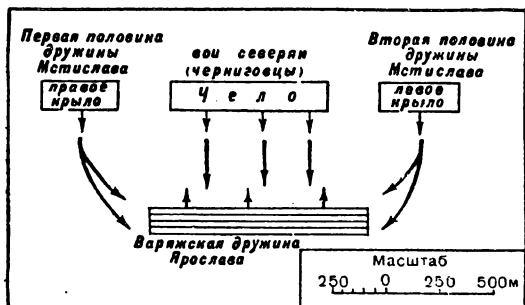 Первая половина
дружины
Мстислава
правое
крыло
вои северян
(черниговцы)
Чело
Вторая половина
дружины
Мстислава
левое
крыло
Варяжская дружина
Ярослава
Масштаб
250 0 250 500м